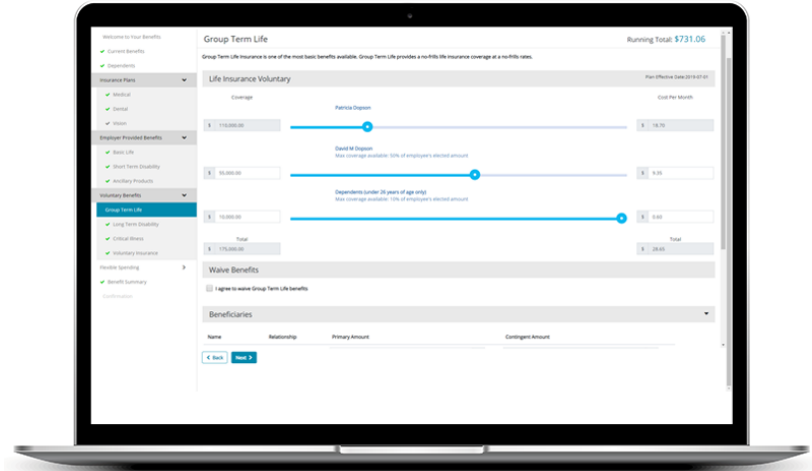 Welcome to Your Benefits
Current Benefits
Dependents
Insurance Plans
Medical
Dental
Vision
Employer Provided Benefits
Basic Life
Short Term Disability
Ancillary Products
Voluntary Benefits
Group Term Life
Long Term Disability
Critical Illness
Voluntary Insurance
Flexible Spending
Benefit Summary
Confirmation
Group Term Life
Running Total: $731.06
Group Term Life Insurance is one of the most basic benefits available. Group Term Life provides a no-frills life insurance coverage at a no-frills rates.
Life Insurance Voluntary
Plan Effective Date:2019-07-01
Coverage
Cost Per Month
Patricia Dopson
$ 110,000.00
$ 18.70
David M Dopson
Max coverage available: 50% of employee's elected amount
$ 55,000.00
$ 9.35
Dependents (under 26 years of age only)
Max coverage available: 10% of employee's elected amount
$ 10,000.00
$ 0.60
Total
Total
$ 175,000.00
$ 28.65
Waive Benefits
I agree to waive Group Term Life benefits
Beneficiaries
Name Relationship Primary Amount Contingent Amount
Back
Next